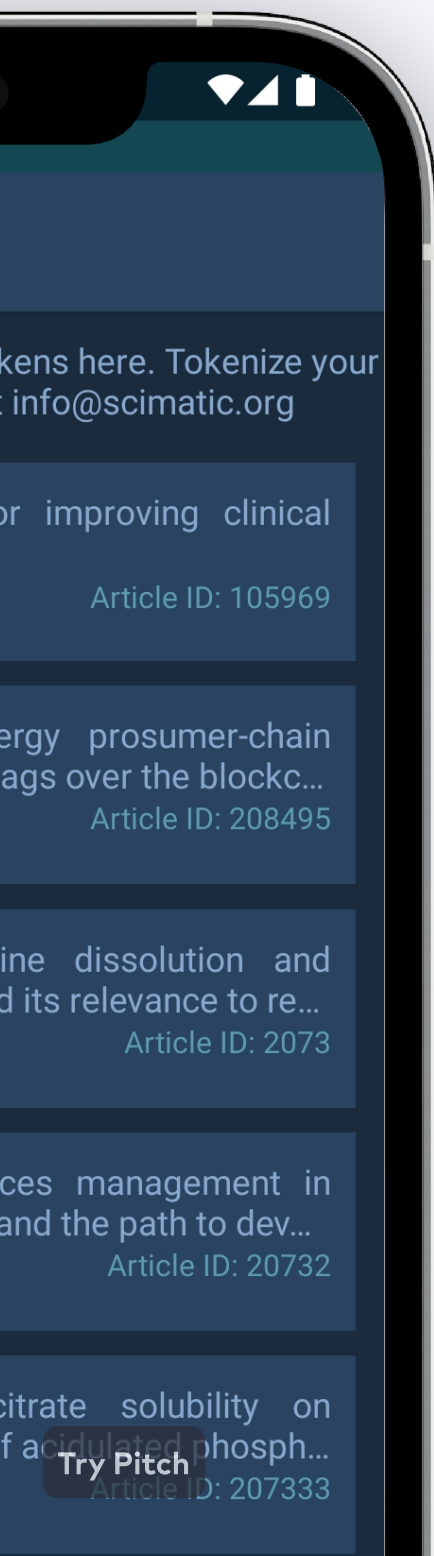 kens here. Tokenize your
: info@scimatic.org
or improving clinical
Article ID: 105969
ergy prosumer-chain
ags over the blockc...
Article ID: 208495
ine dissolution and
d its relevance to re...
Article ID: 2073
ces management in
and the path to dev...
Article ID: 20732
citrate solubility on
f acidulated phosph...
Try Pitch
Article ID: 207333